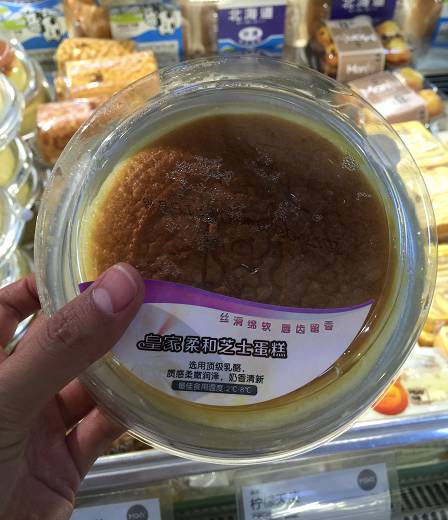 北海道
丝滑绵软 唇齿留香
皇家柔和芝士蛋糕
选用顶级乳酪,
质感柔嫩润泽，奶香清新
最佳食用温度 2℃-8℃